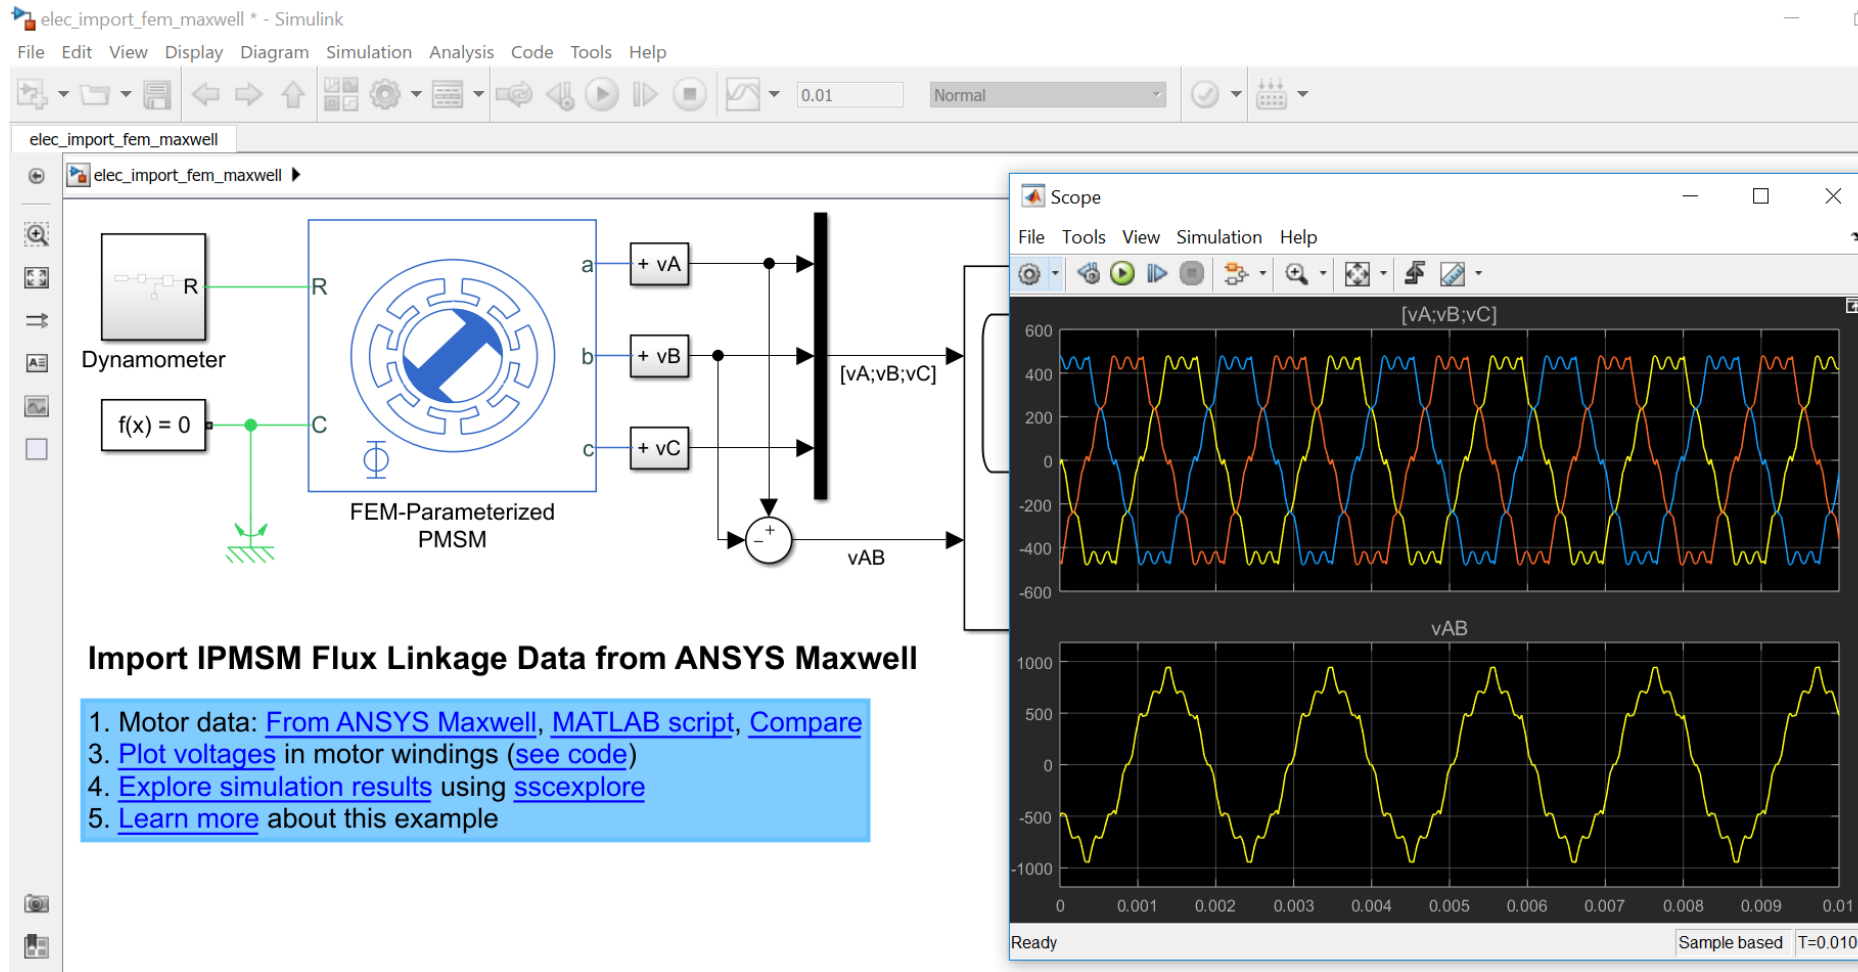 elec_import_fem_maxwell * - Simulink
File Edit View Display Diagram Simulation Analysis Code Tools Help
0.01 Normal
elec_import_fem_maxwell
elec_import_fem_maxwell
R
Dynamometer
f(x) = 0
R
C
a
b
c
Φ
FEM-Parameterized
PMSM
+ vA
+ vB
+ vC
[vA;vB;vC]
+
−
vAB
Import IPMSM Flux Linkage Data from ANSYS Maxwell
1. Motor data: From ANSYS Maxwell, MATLAB script, Compare
3. Plot voltages in motor windings (see code)
4. Explore simulation results using sscexplore
5. Learn more about this example
Scope
File Tools View Simulation Help
[vA;vB;vC]
600
400
200
0
-200
-400
-600
vAB
1000
500
0
-500
-1000
0 0.001 0.002 0.003 0.004 0.005 0.006 0.007 0.008 0.009 0.01
Ready Sample based T=0.010